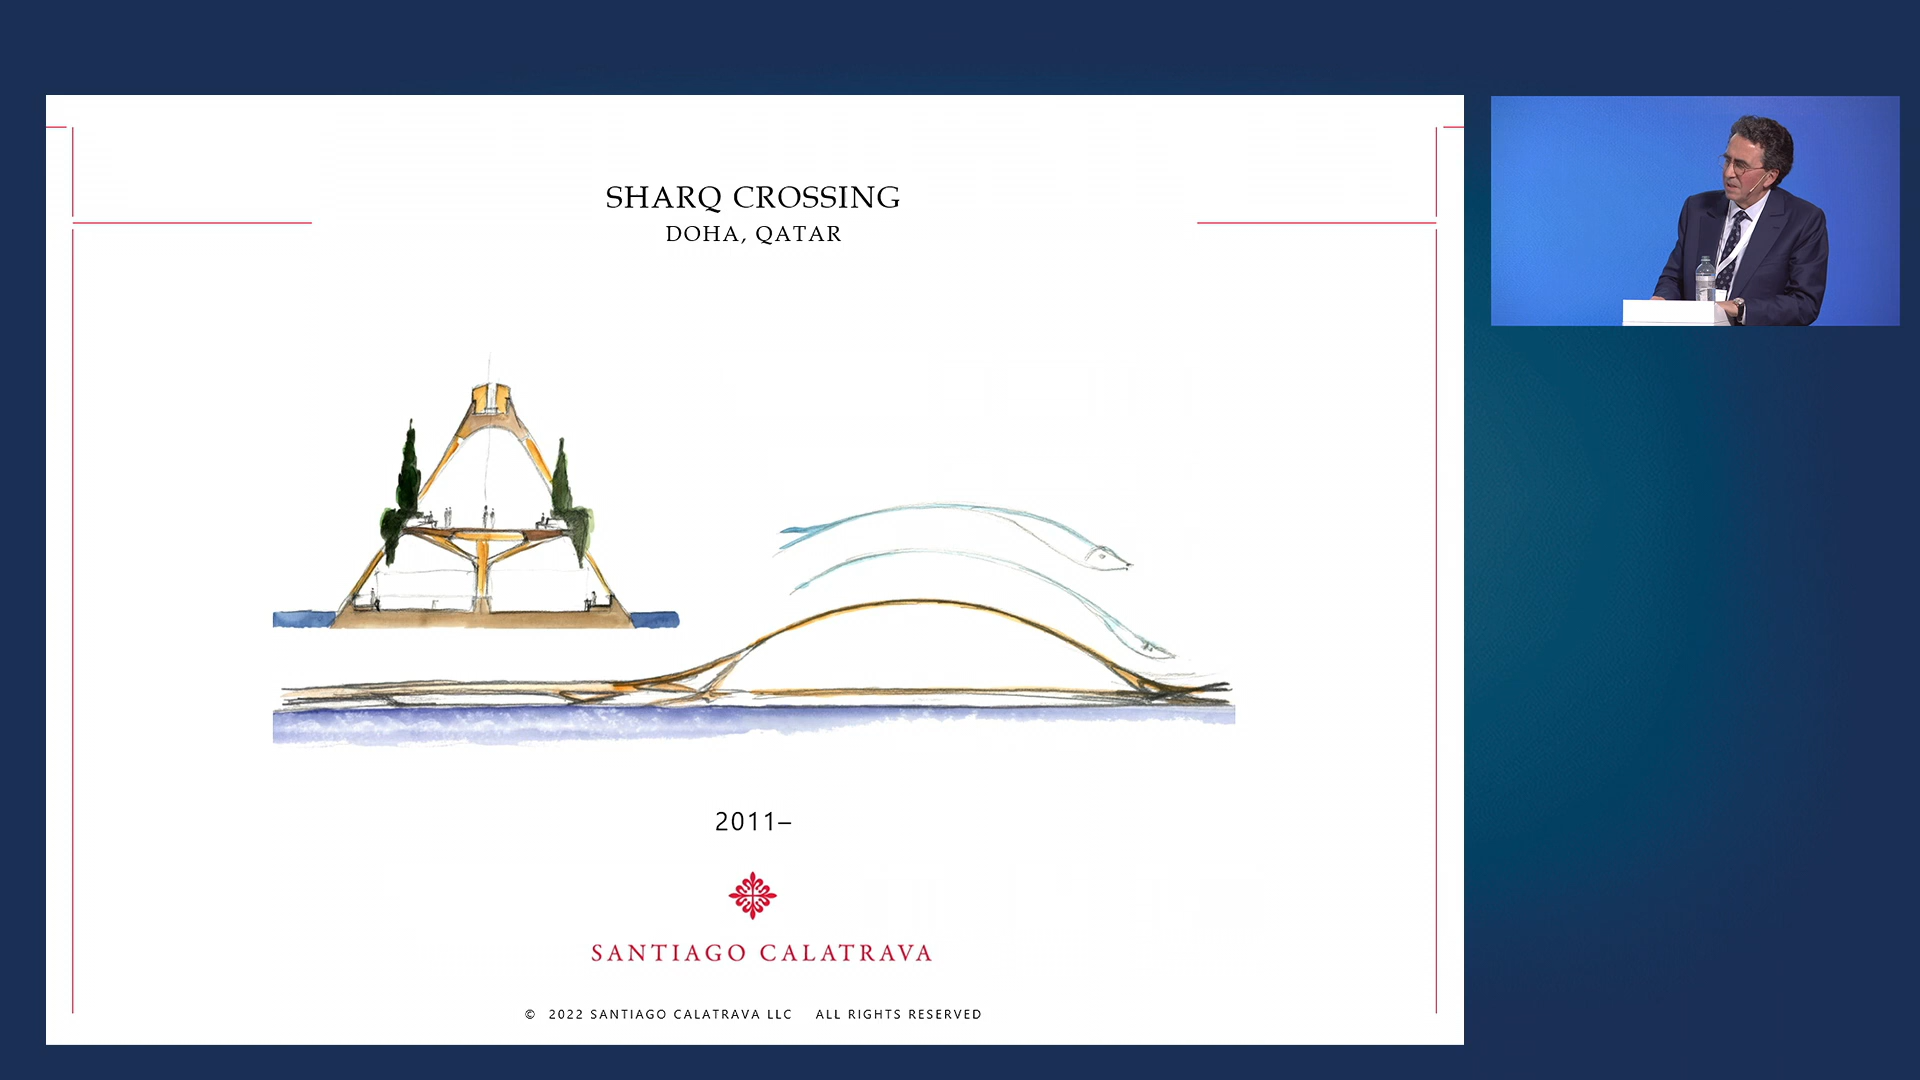 SHARQ CROSSING
DOHA, QATAR
2011–
SANTIAGO CALATRAVA
© 2022 SANTIAGO CALATRAVA LLC ALL RIGHTS RESERVED